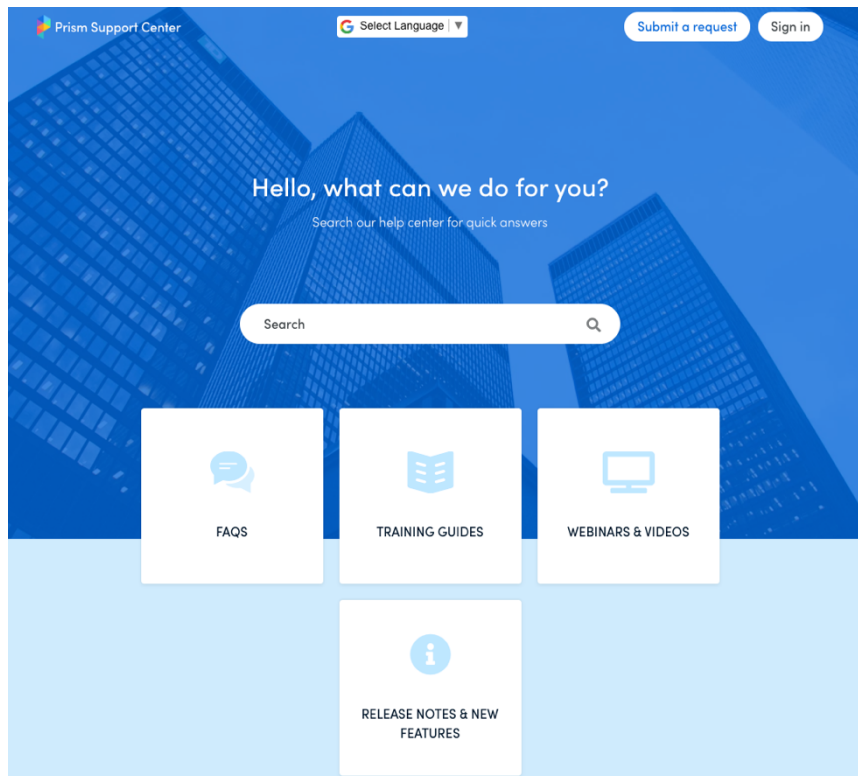 Prism Support Center
Select Language
Submit a request
Sign in
Hello, what can we do for you?
Search our help center for quick answers
Search
FAQS
TRAINING GUIDES
WEBINARS & VIDEOS
RELEASE NOTES & NEW
FEATURES